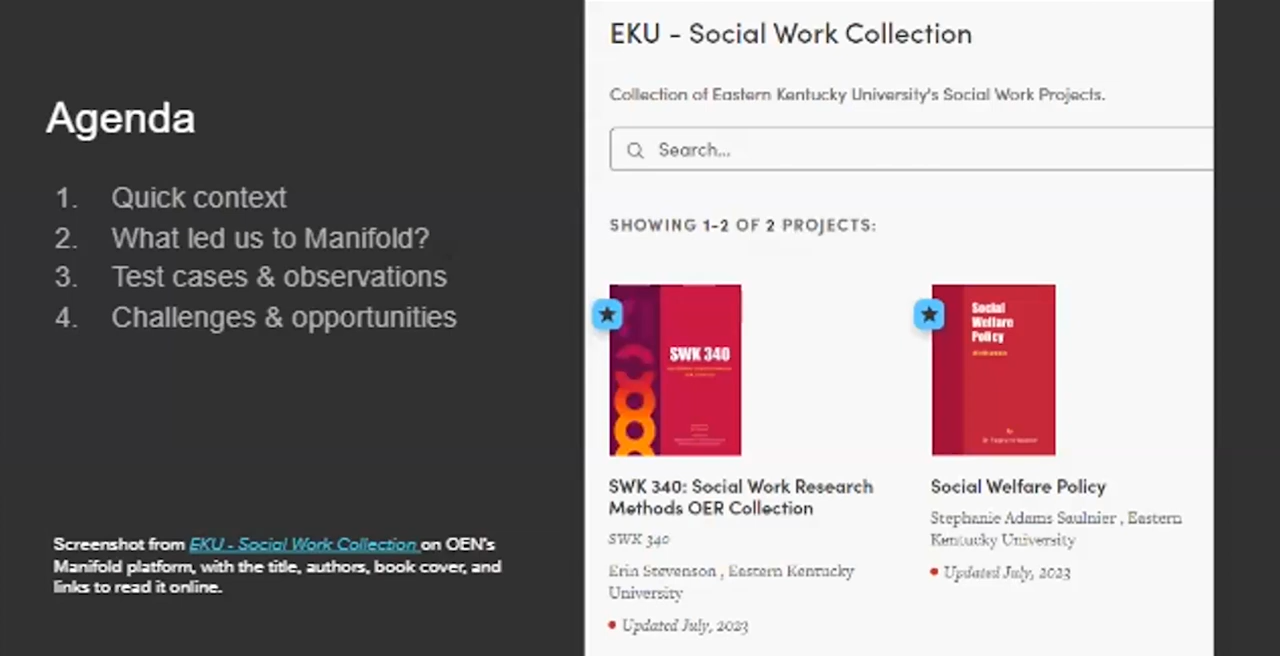 Agenda
1. Quick context
2. What led us to Manifold?
3. Test cases & observations
4. Challenges & opportunities
Screenshot from EKU - Social Work Collection on OEN's
Manifold platform, with the title, authors, book cover, and
links to read it online.
EKU - Social Work Collection
Collection of Eastern Kentucky University's Social Work Projects.
Search...
SHOWING 1-2 OF 2 PROJECTS:
SWK 340
SWK 340: Social Work Research
Methods OER Collection
SWK 340
Erin Stevenson , Eastern Kentucky
University
Updated July, 2023
Social
Welfare
Policy
Social Welfare Policy
Stephanie Adams Saulnier , Eastern
Kentucky University
Updated July, 2023